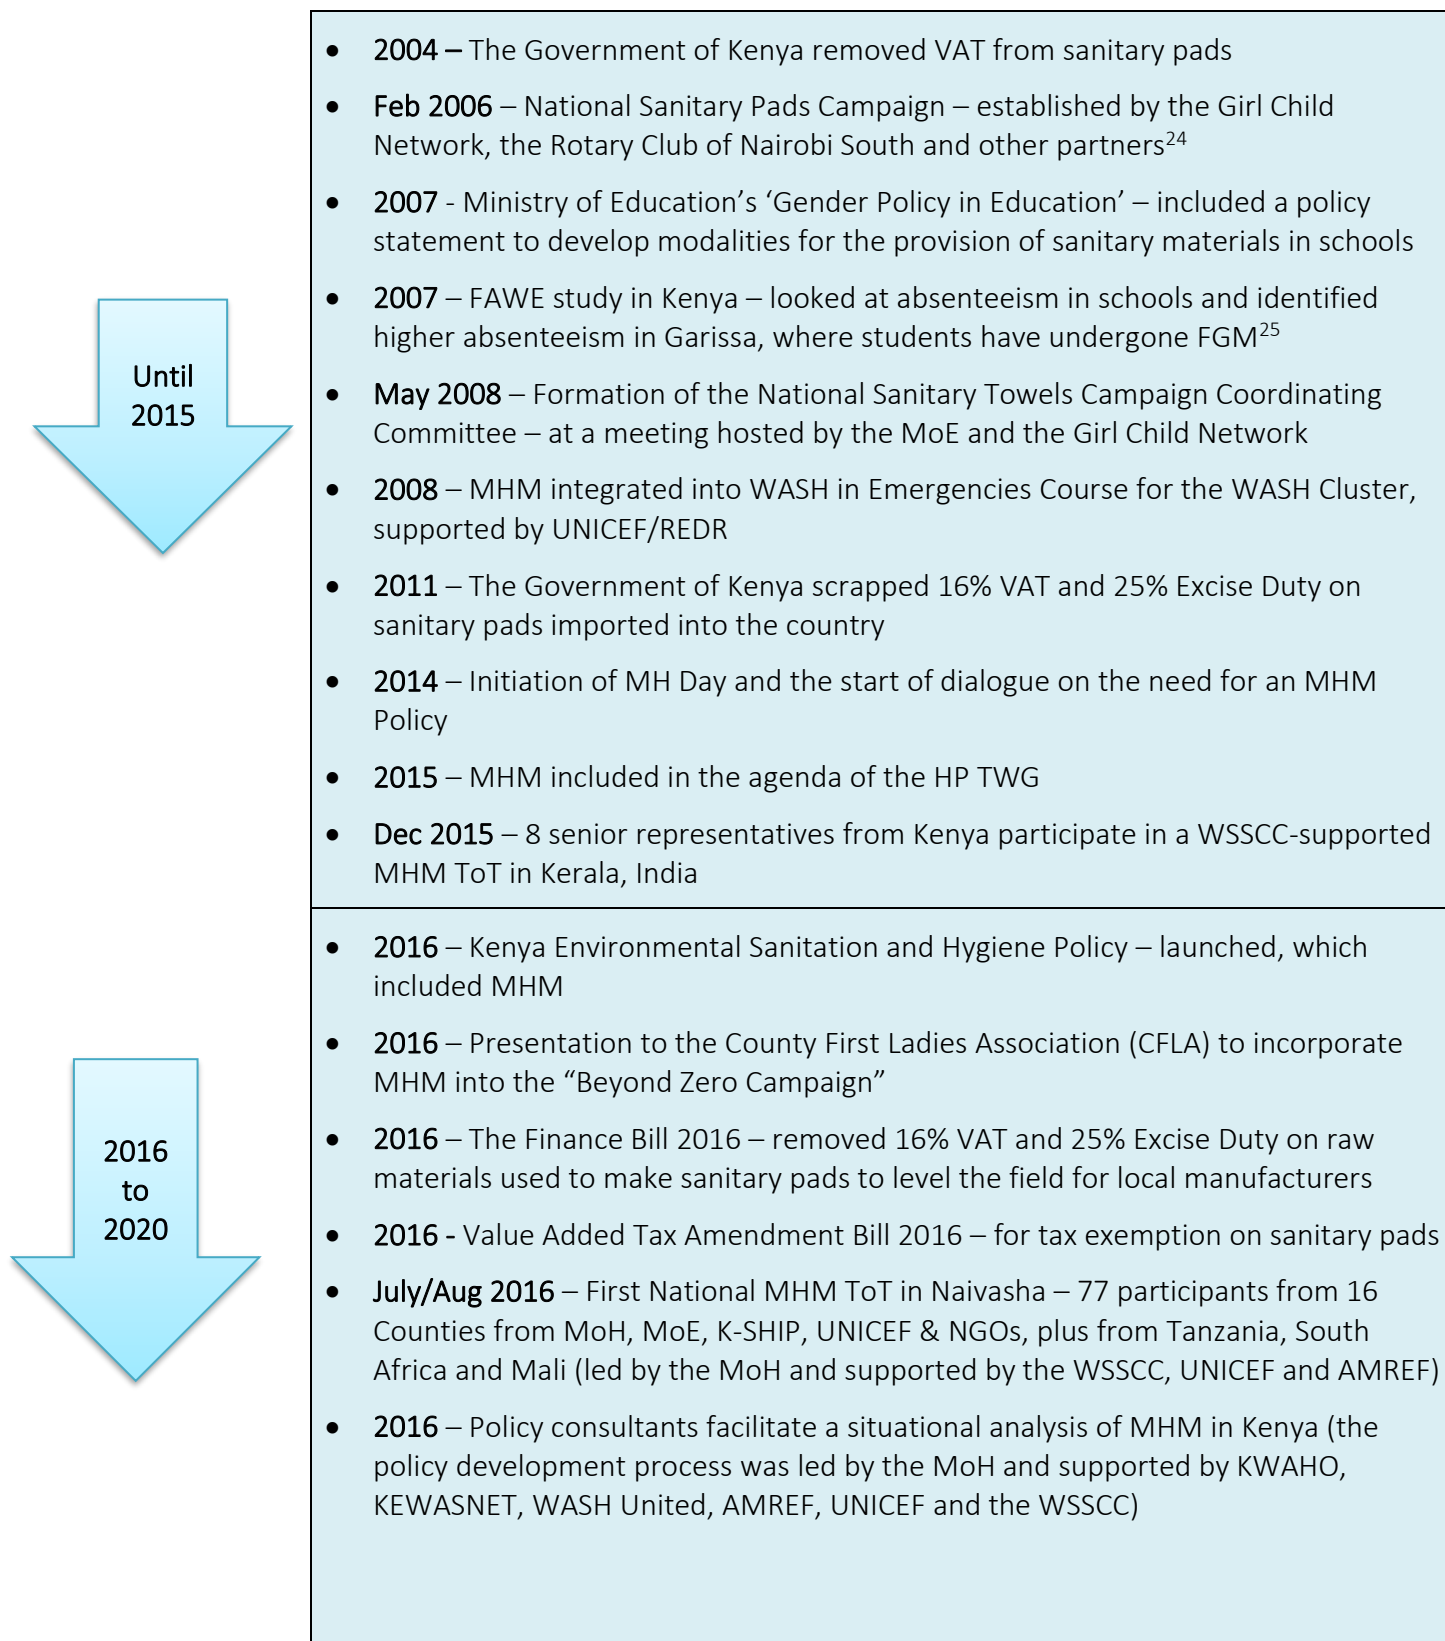 • 2004 – The Government of Kenya removed VAT from sanitary pads
• Feb 2006 – National Sanitary Pads Campaign – established by the Girl Child
Network, the Rotary Club of Nairobi South and other partners24
• 2007 - Ministry of Education’s ‘Gender Policy in Education’ – included a policy
statement to develop modalities for the provision of sanitary materials in schools
• 2007 – FAWE study in Kenya – looked at absenteeism in schools and identified
higher absenteeism in Garissa, where students have undergone FGM25
Until
2015
• May 2008 – Formation of the National Sanitary Towels Campaign Coordinating
Committee – at a meeting hosted by the MoE and the Girl Child Network
• 2008 – MHM integrated into WASH in Emergencies Course for the WASH Cluster,
supported by UNICEF/REDR
• 2011 – The Government of Kenya scrapped 16% VAT and 25% Excise Duty on
sanitary pads imported into the country
• 2014 – Initiation of MH Day and the start of dialogue on the need for an MHM
Policy
• 2015 – MHM included in the agenda of the HP TWG
• Dec 2015 – 8 senior representatives from Kenya participate in a WSSCC-supported
MHM ToT in Kerala, India
• 2016 – Kenya Environmental Sanitation and Hygiene Policy – launched, which
included MHM
• 2016 – Presentation to the County First Ladies Association (CFLA) to incorporate
MHM into the “Beyond Zero Campaign”
• 2016 – The Finance Bill 2016 – removed 16% VAT and 25% Excise Duty on raw
materials used to make sanitary pads to level the field for local manufacturers
2016
to
2020
• 2016 - Value Added Tax Amendment Bill 2016 – for tax exemption on sanitary pads
• July/Aug 2016 – First National MHM ToT in Naivasha – 77 participants from 16
Counties from MoH, MoE, K-SHIP, UNICEF & NGOs, plus from Tanzania, South
Africa and Mali (led by the MoH and supported by the WSSCC, UNICEF and AMREF)
• 2016 – Policy consultants facilitate a situational analysis of MHM in Kenya (the
policy development process was led by the MoH and supported by KWAHO,
KEWASNET, WASH United, AMREF, UNICEF and the WSSCC)